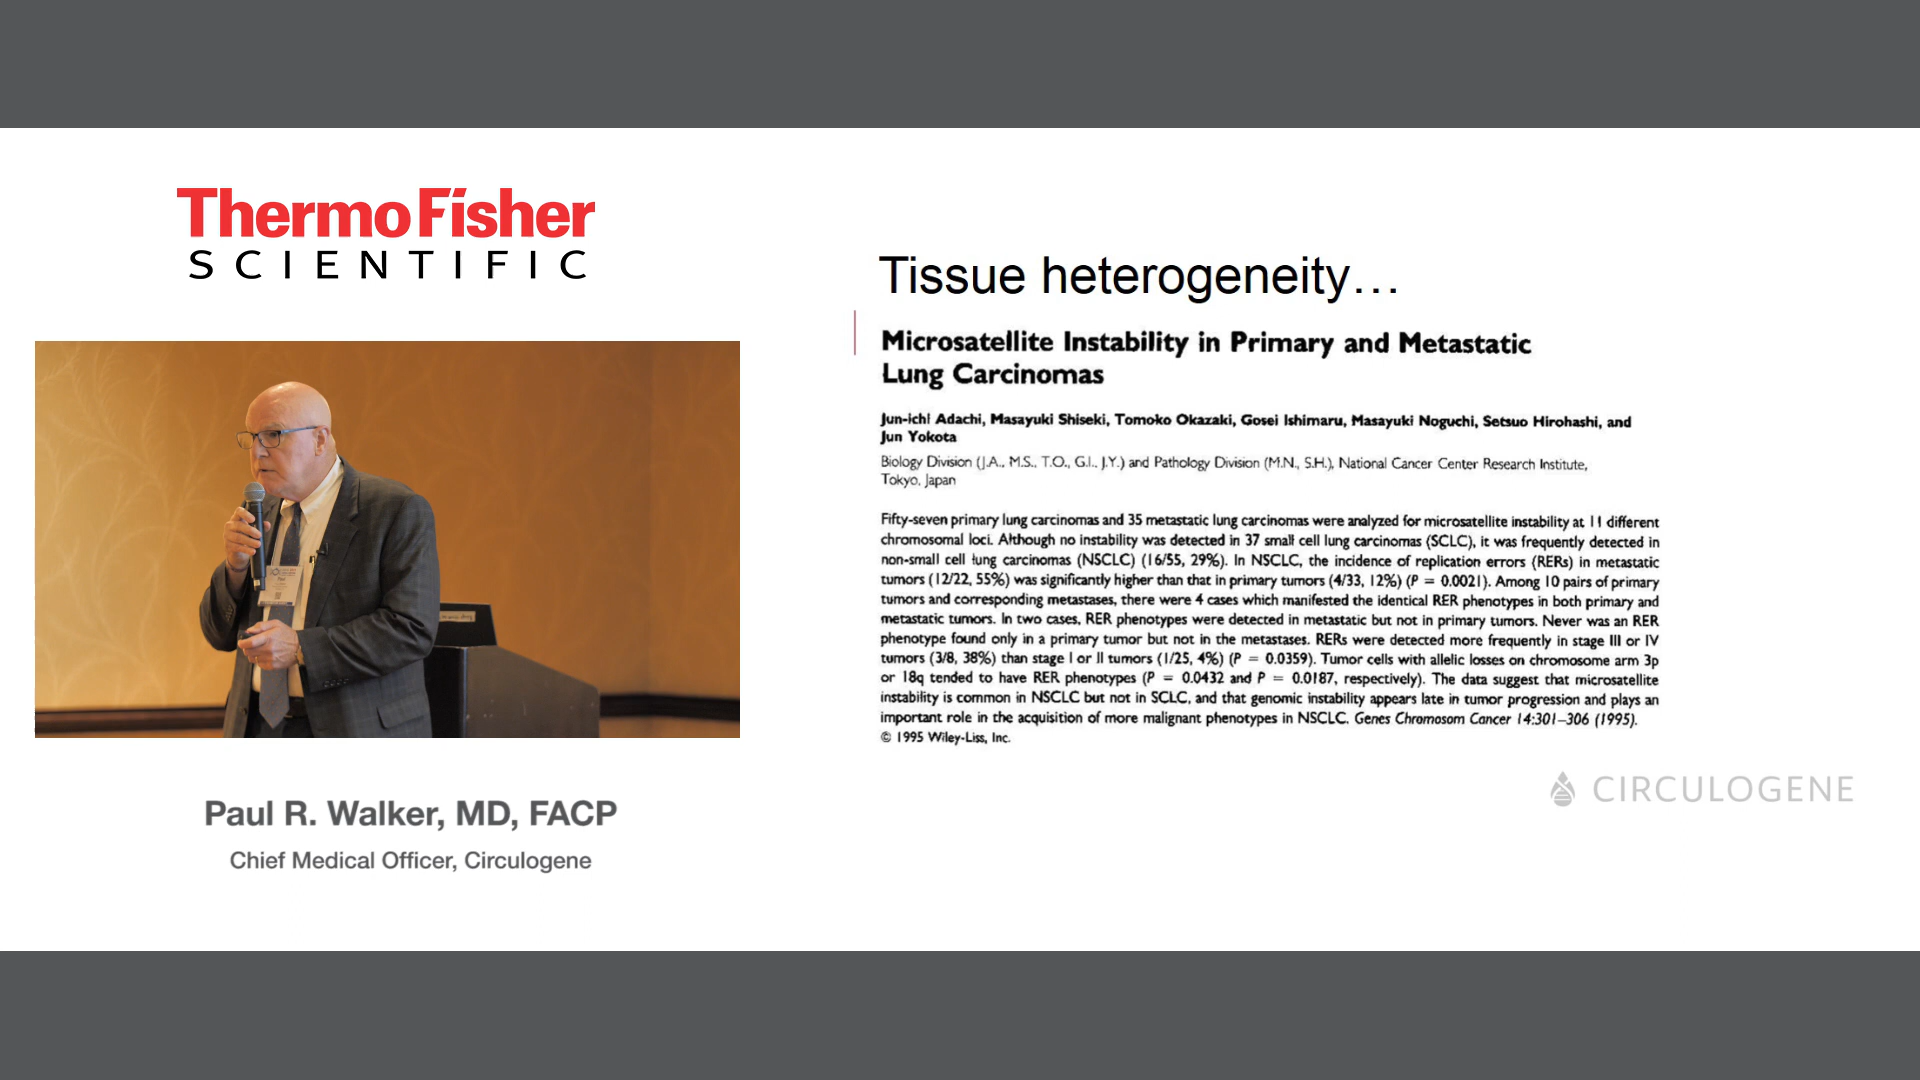 ThermoFisher
SCIENTIFIC
Paul R. Walker, MD, FACP
Chief Medical Officer, Circulogene
Tissue heterogeneity…
Microsatellite Instability in Primary and Metastatic
Lung Carcinomas
Jun-ichi Adachi, Masayuki Shiseki, Tomoko Okazaki, Gosei Ishimaru, Masayuki Noguchi, Setsuo Hirohashi, and
Jun Yokota
Biology Division (J.A., M.S., T.O., G.I., J.Y.) and Pathology Division (M.N., S.H.), National Cancer Center Research Institute,
Tokyo, Japan
Fifty-seven primary lung carcinomas and 35 metastatic lung carcinomas were analyzed for microsatellite instability at 11 different
chromosomal loci. Although no instability was detected in 37 small cell lung carcinomas (SCLC), it was frequently detected in
non-small cell lung carcinomas (NSCLC) (16/55, 29%). In NSCLC, the incidence of replication errors (RERs) in metastatic
tumors (12/22, 55%) was significantly higher than that in primary tumors (4/33, 12%) (P = 0.0021). Among 10 pairs of primary
tumors and corresponding metastases, there were 4 cases which manifested the identical RER phenotypes in both primary and
metastatic tumors. In two cases, RER phenotypes were detected in metastatic but not in primary tumors. Never was an RER
phenotype found only in a primary tumor but not in the metastases. RERs were detected more frequently in stage III or IV
tumors (3/8, 38%) than stage I or II tumors (1/25, 4%) (P = 0.0359). Tumor cells with allelic losses on chromosome arm 3p
or 18q tended to have RER phenotypes (P = 0.0432 and P = 0.0187, respectively). The data suggest that microsatellite
instability is common in NSCLC but not in SCLC, and that genomic instability appears late in tumor progression and plays an
important role in the acquisition of more malignant phenotypes in NSCLC. Genes Chromosom Cancer 14:301–306 (1995).
© 1995 Wiley-Liss, Inc.
CIRCULOGENE